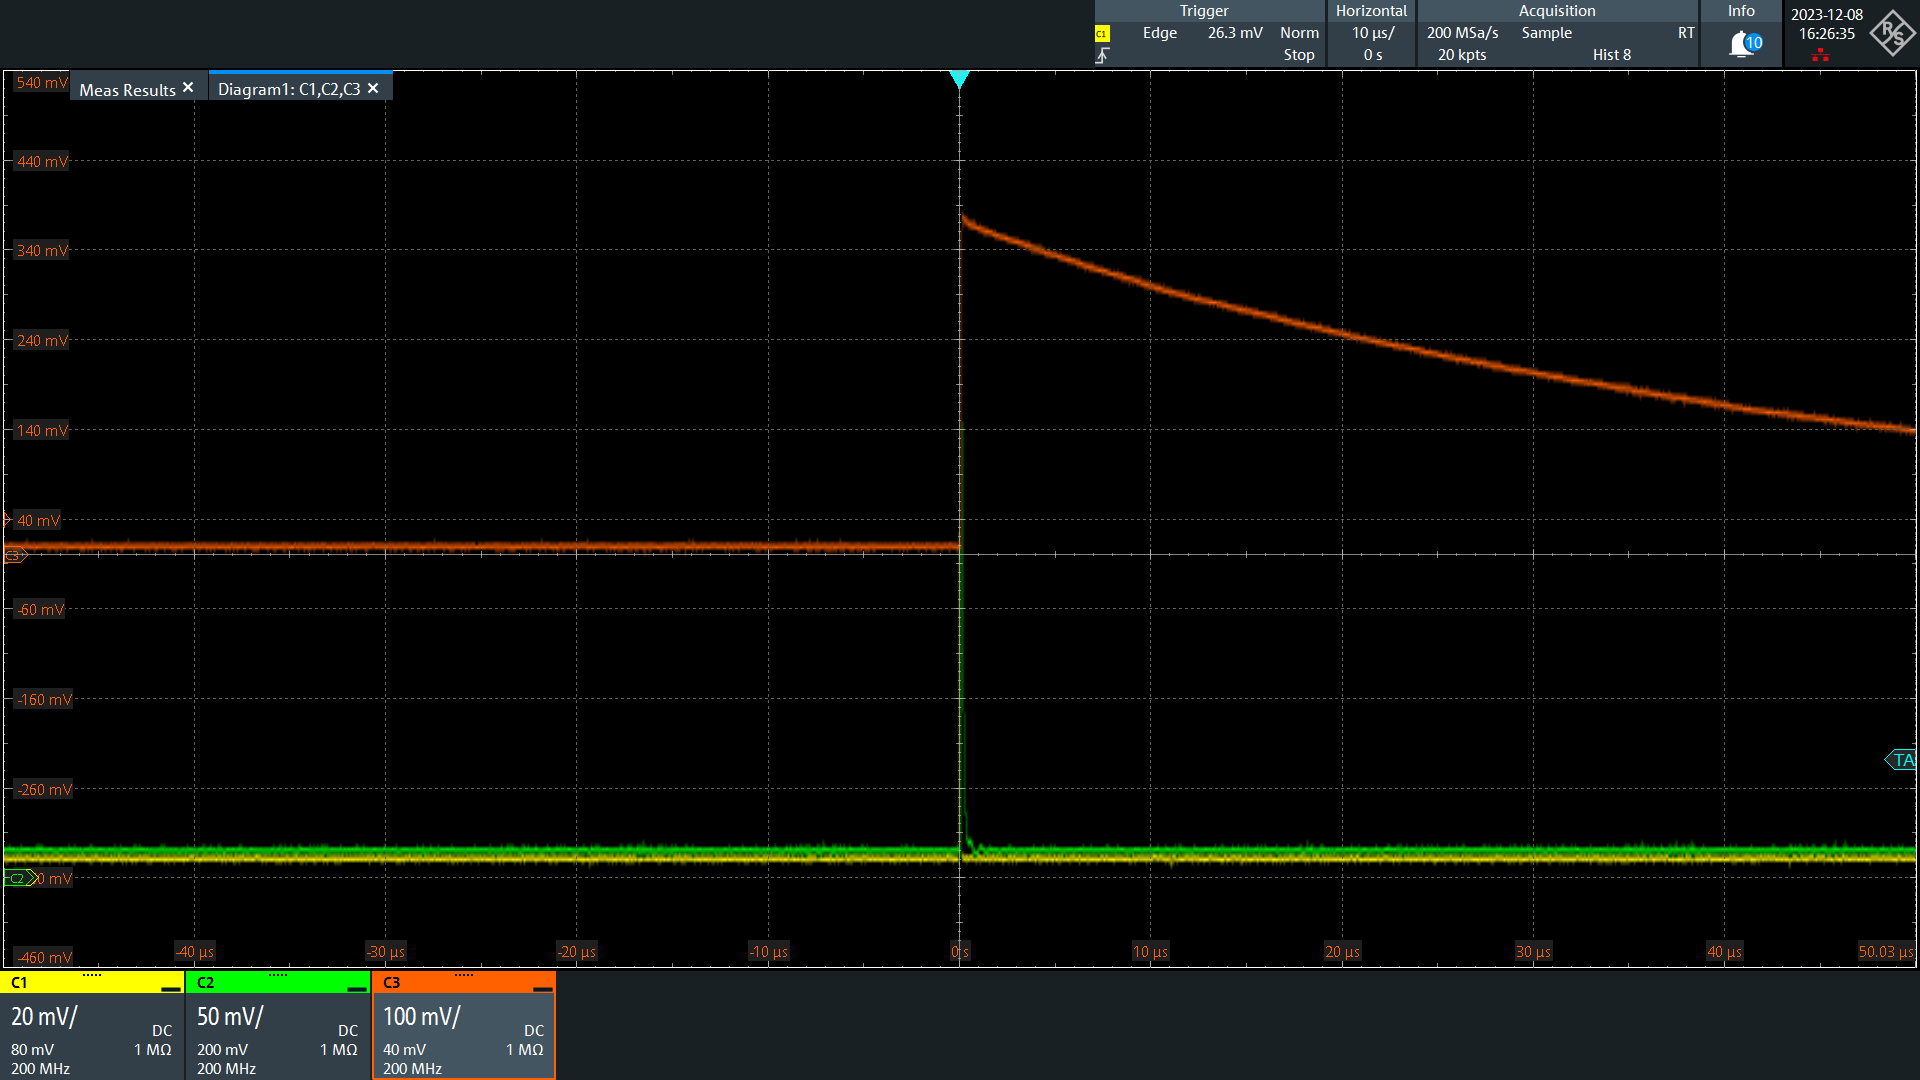 Trigger
C1 Edge 26.3 mV Norm
Stop
Horizontal
10 µs/
0 s
Acquisition
200 MSa/s Sample RT
20 kpts Hist 8
Info
10
2023-12-08
16:26:35
R S
Meas Results ×
Diagram1: C1,C2,C3 ×
540 mV
440 mV
340 mV
240 mV
140 mV
40 mV
C3
-60 mV
-160 mV
TA
-260 mV
C2 0 mV
-460 mV
-40 µs -30 µs -20 µs -10 µs 0 s 10 µs 20 µs 30 µs 40 µs 50.03 µs
C1
20 mV/
DC
80 mV 1 MΩ
200 MHz
C2
50 mV/
DC
200 mV 1 MΩ
200 MHz
C3
100 mV/
DC
40 mV 1 MΩ
200 MHz